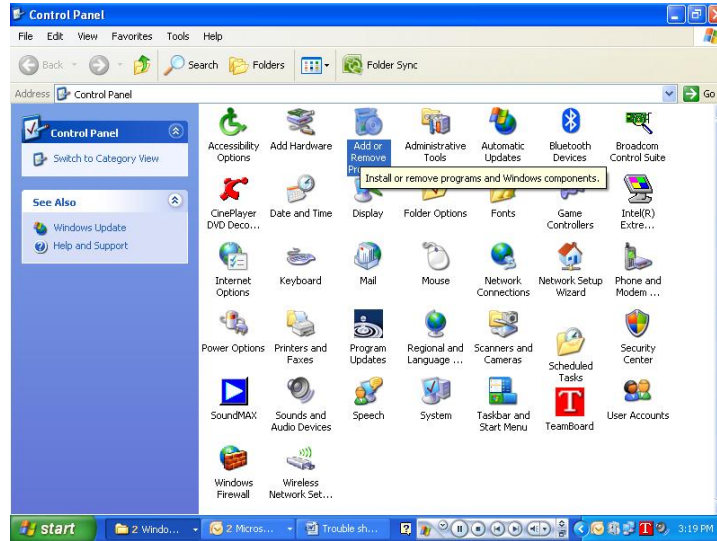 Control Panel
File Edit View Favorites Tools Help
Back Search Folders Folder Sync
Address Control Panel Go
Control Panel
Switch to Category View
See Also
Windows Update
Help and Support
Accessibility Options
Add Hardware
Add or Remove
Administrative Tools
Automatic Updates
Bluetooth Devices
Broadcom Control Suite
Install or remove programs and Windows components.
CinePlayer DVD Deco...
Date and Time
Display
Folder Options
Fonts
Game Controllers
Intel(R) Extre...
Internet Options
Keyboard
Mail
Mouse
Network Connections
Network Setup Wizard
Phone and Modem ...
Power Options
Printers and Faxes
Program Updates
Regional and Language ...
Scanners and Cameras
Scheduled Tasks
Security Center
SoundMAX
Sounds and Audio Devices
Speech
System
Taskbar and Start Menu
T
TeamBoard
User Accounts
Windows Firewall
Wireless Network Set...
start 2 Windo... 2 Micros... Trouble sh... T 3:19 PM